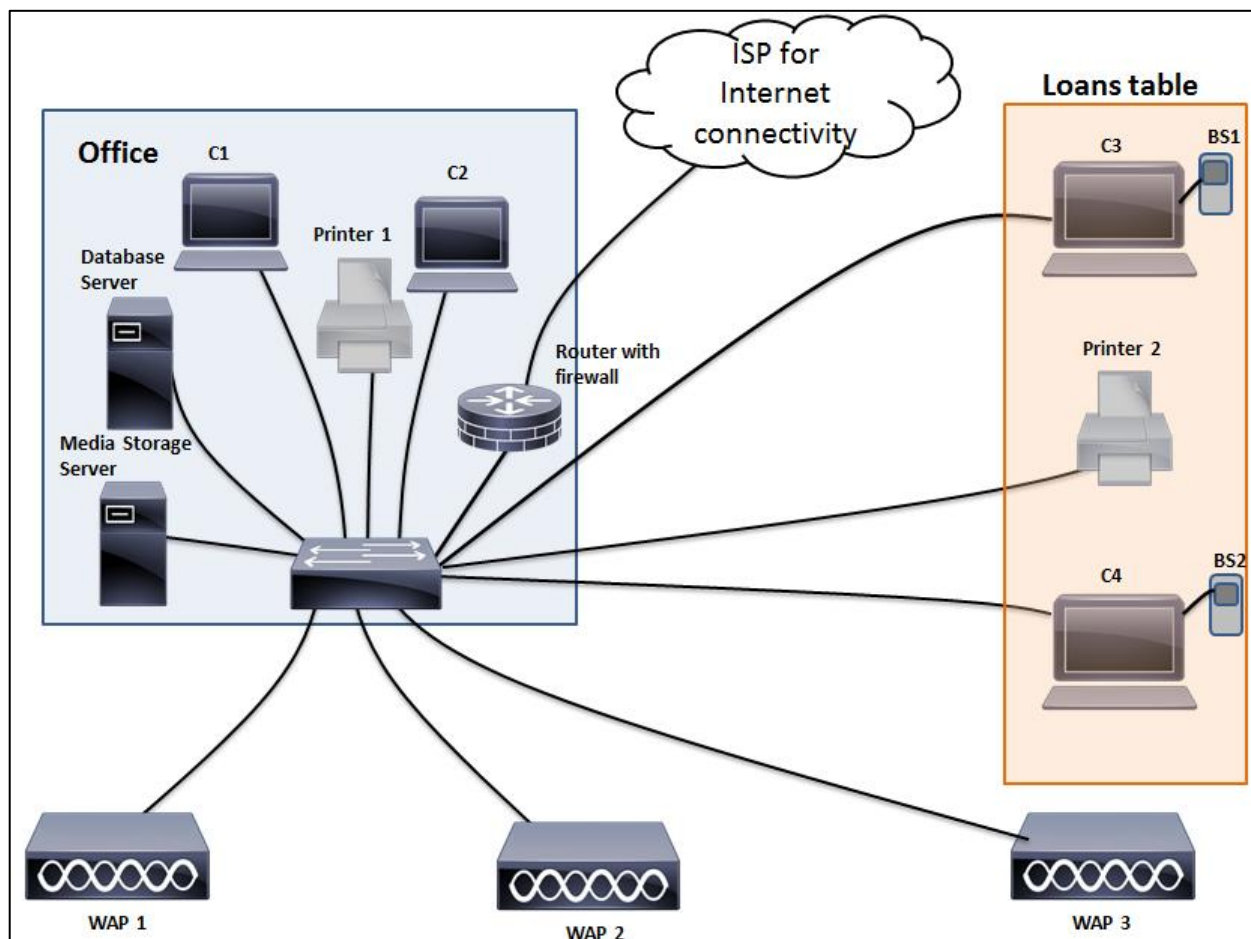 ISP for
Internet
connectivity
Loans table
Office
C1
C2
C3
BS1
Printer 1
Database
Server
Router with
firewall
Printer 2
Media Storage
Server
C4
BS2
WAP 1
WAP 2
WAP 3